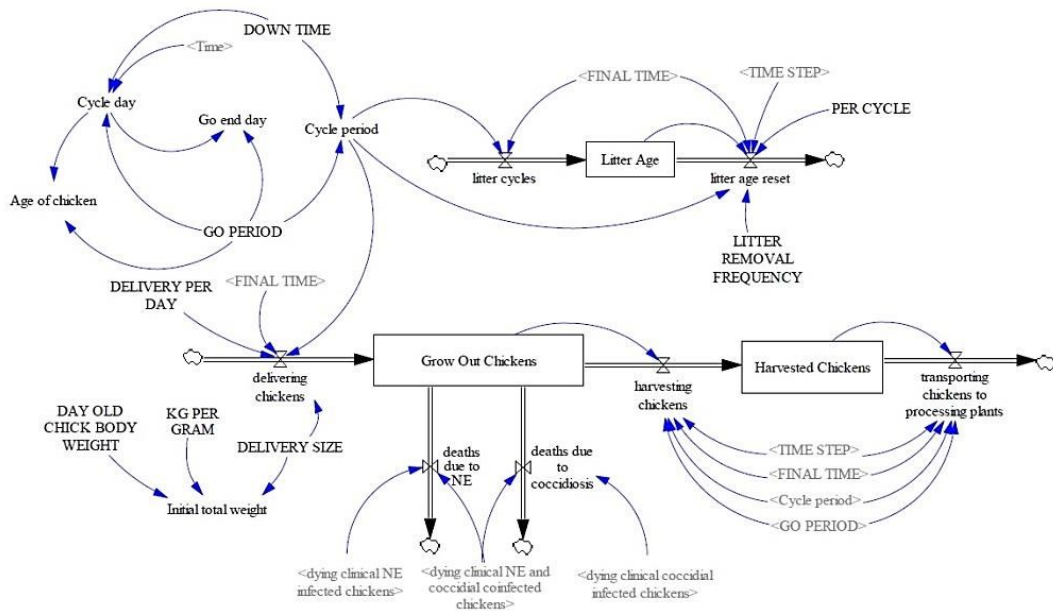 DOWN TIME
<Time>
<FINAL TIME>
<TIME STEP>
Cycle day
PER CYCLE
Go end day
Cycle period
Litter Age
litter cycles
litter age reset
Age of chicken
GO PERIOD
LITTER
REMOVAL
FREQUENCY
DELIVERY PER
DAY
<FINAL TIME>
Grow Out Chickens
Harvested Chickens
delivering
chickens
harvesting
chickens
transporting
chickens to
processing plants
DAY OLD
CHICK BODY
WEIGHT
KG PER
GRAM
DELIVERY SIZE
deaths
due to
NE
deaths due
to
coccidiosis
<TIME STEP>
<FINAL TIME>
<Cycle period>
<GO PERIOD>
Initial total weight
<dying clinical NE
infected chickens>
<dying clinical NE and
coccidial coinfected
chickens>
<dying clinical coccidial
infected chickens>